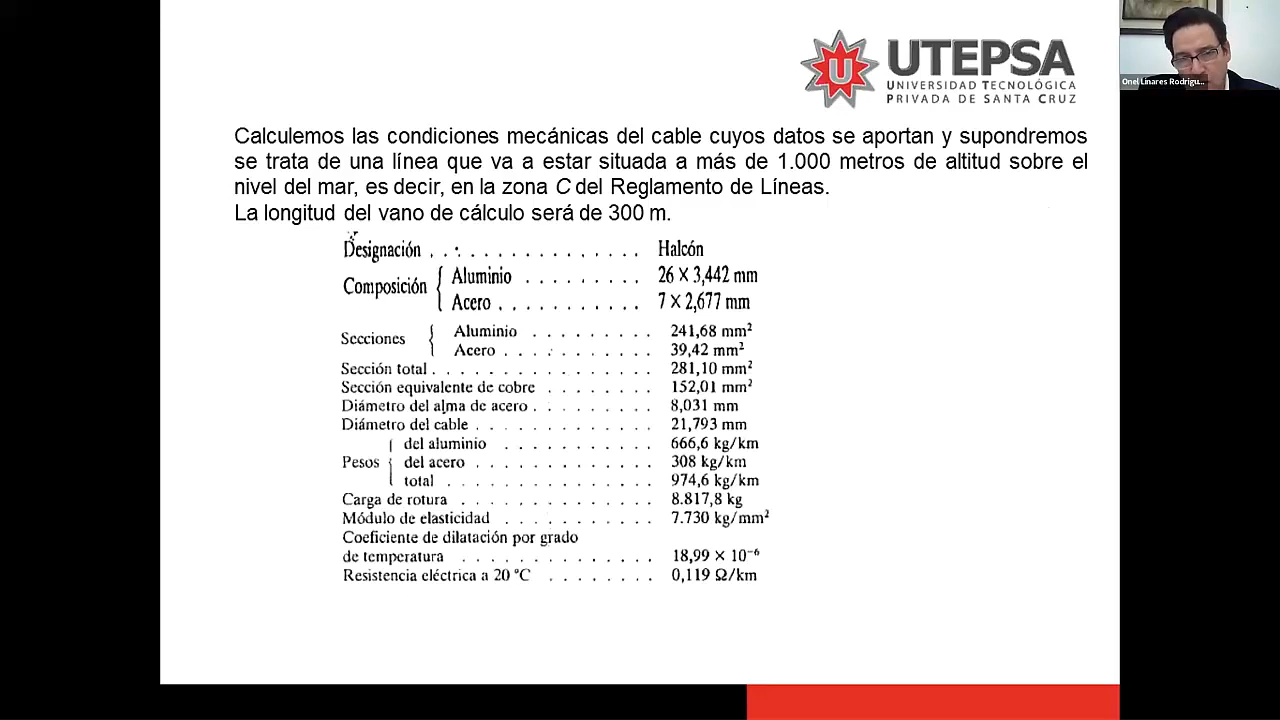 UTEPSA
UNIVERSIDAD TECNOLÓGICA
PRIVADA DE SANTA CRUZ
Onel Linares Rodrigu...
Calculemos las condiciones mecánicas del cable cuyos datos se aportan y supondremos
se trata de una línea que va a estar situada a más de 1.000 metros de altitud sobre el
nivel del mar, es decir, en la zona C del Reglamento de Líneas.
La longitud del vano de cálculo será de 300 m.
Designación . . . . . . . . . . . . . . . . Halcón
Composición { Aluminio . . . . . . . . . 26 × 3,442 mm
Acero . . . . . . . . . . . 7 × 2,677 mm
Secciones { Aluminio . . . . . . . . . 241,68 mm²
Acero . . . . . . . . . . . 39,42 mm²
Sección total . . . . . . . . . . . . . . . . 281,10 mm²
Sección equivalente de cobre . . . . . . . . 152,01 mm²
Diámetro del alma de acero . . . . . . . . . 8,031 mm
Diámetro del cable . . . . . . . . . . . . . 21,793 mm
Pesos { del aluminio . . . . . . . . . . . 666,6 kg/km
del acero . . . . . . . . . . . . 308 kg/km
total . . . . . . . . . . . . . . 974,6 kg/km
Carga de rotura . . . . . . . . . . . . . . 8.817,8 kg
Módulo de elasticidad . . . . . . . . . . . 7.730 kg/mm²
Coeficiente de dilatación por grado
de temperatura . . . . . . . . . . . . . . 18,99 × 10⁻⁶
Resistencia eléctrica a 20 °C . . . . . . . . 0,119 Ω/km